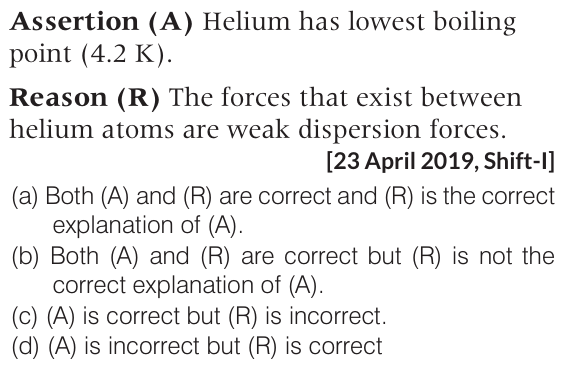 Assertion (A) Helium has lowest boiling
point (4.2 K).
Reason (R) The forces that exist between
helium atoms are weak dispersion forces.
[23 April 2019, Shift-I]
(a) Both (A) and (R) are correct and (R) is the correct
explanation of (A).
(b) Both (A) and (R) are correct but (R) is not the
correct explanation of (A).
(c) (A) is correct but (R) is incorrect.
(d) (A) is incorrect but (R) is correct